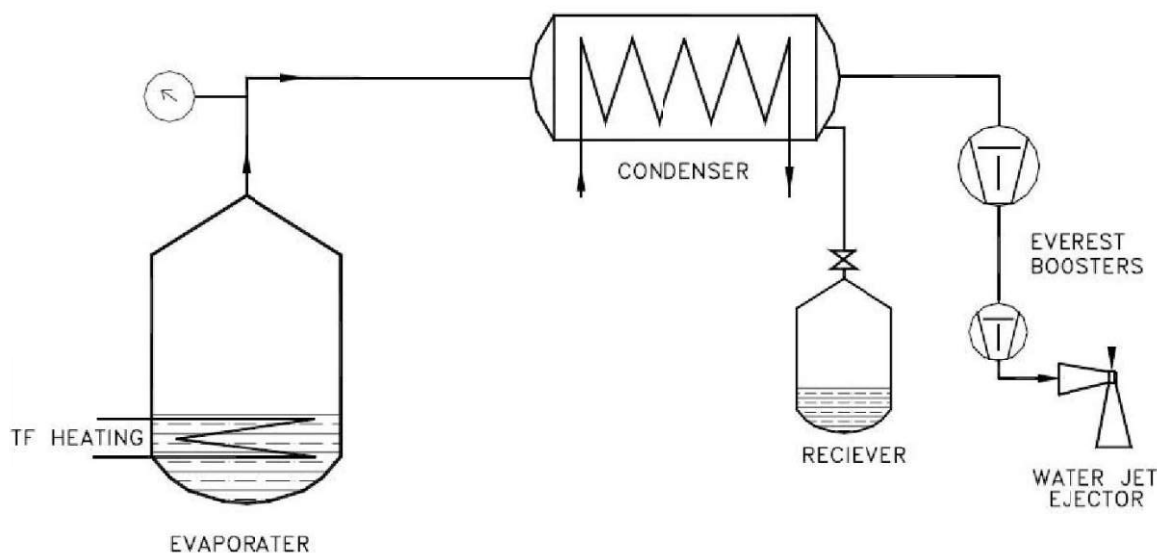 CONDENSER
EVEREST
BOOSTERS
TF HEATING
RECIEVER
WATER JET
EJECTOR
EVAPORATER